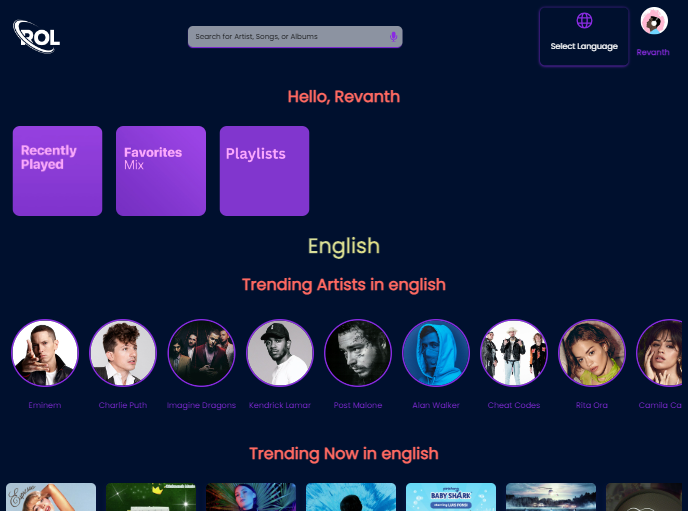 ROL
Search for Artist, Songs, or Albums
Select Language
Revanth
Hello, Revanth
Recently
Played
Favorites
Mix
Playlists
English
Trending Artists in english
Eminem
Charlie Puth
Imagine Dragons
Kendrick Lamar
Post Malone
Alan Walker
Cheat Codes
Rita Ora
Camila Ca
Trending Now in english
BABY SHARK